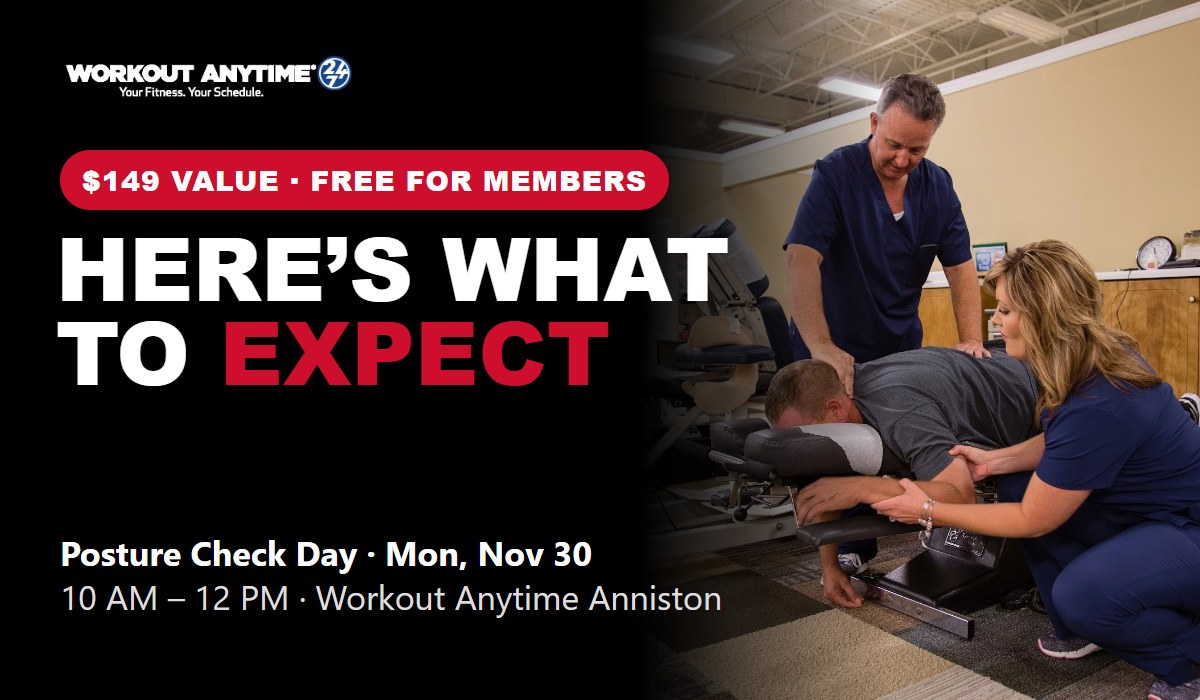 WORKOUT ANYTIME 24/7
Your Fitness. Your Schedule.
$149 VALUE · FREE FOR MEMBERS
HERE’S WHAT
TO EXPECT
Posture Check Day · Mon, Nov 30
10 AM – 12 PM · Workout Anytime Anniston